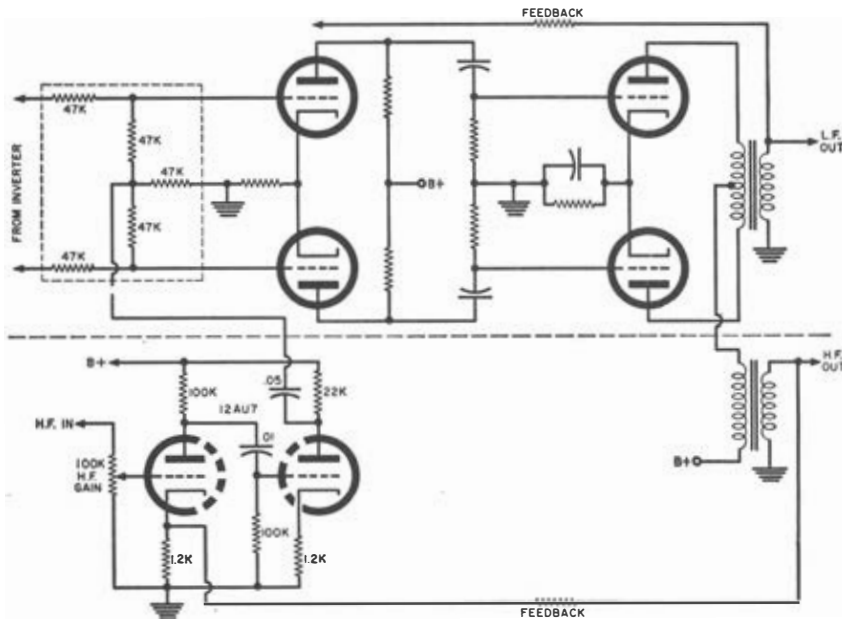 FEEDBACK
47K
47K
47K
FROM INVERTER
B+
L.F.
OUT
47K
47K
B+
100K
.05
22K
H.F.
OUT
12AU7
H.F. IN
.01
100K
H.F.
GAIN
B+
100K
1.2K
1.2K
FEEDBACK